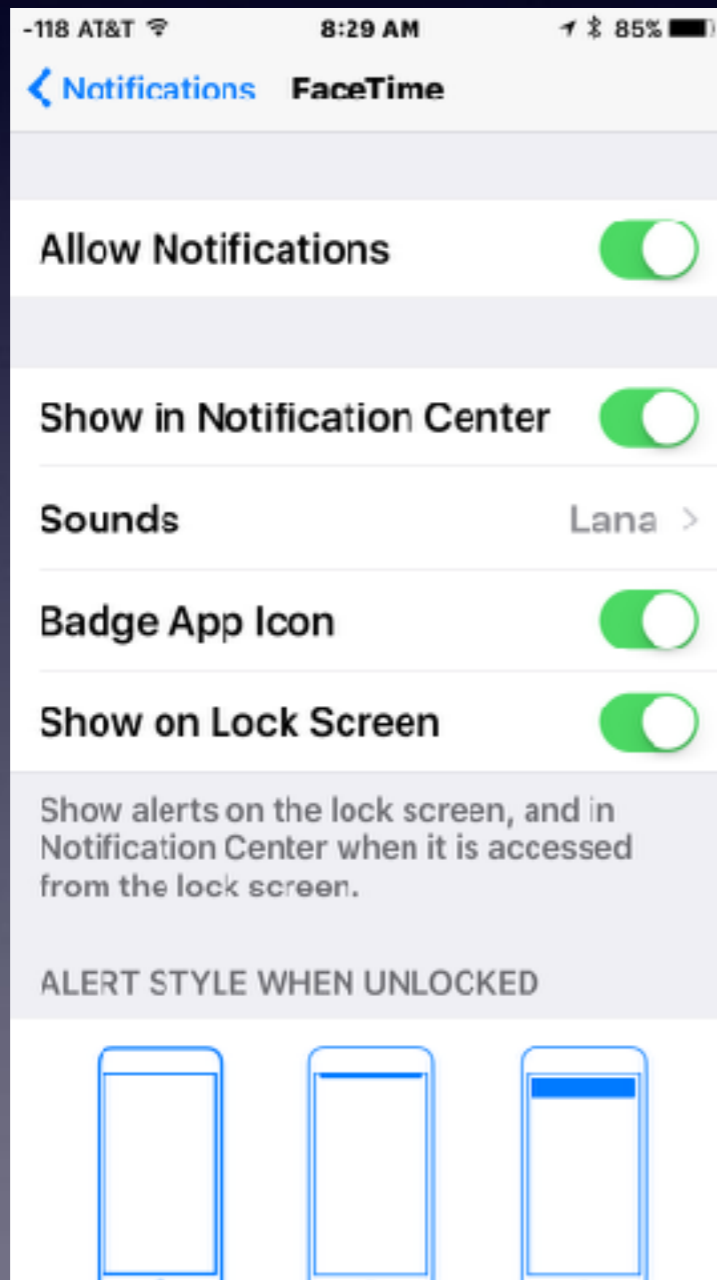 -118 AT&T 8:29 AM 85%
Notifications FaceTime
Allow Notifications
Show in Notification Center
Sounds Lana
Badge App Icon
Show on Lock Screen
Show alerts on the lock screen, and in
Notification Center when it is accessed
from the lock screen.
ALERT STYLE WHEN UNLOCKED